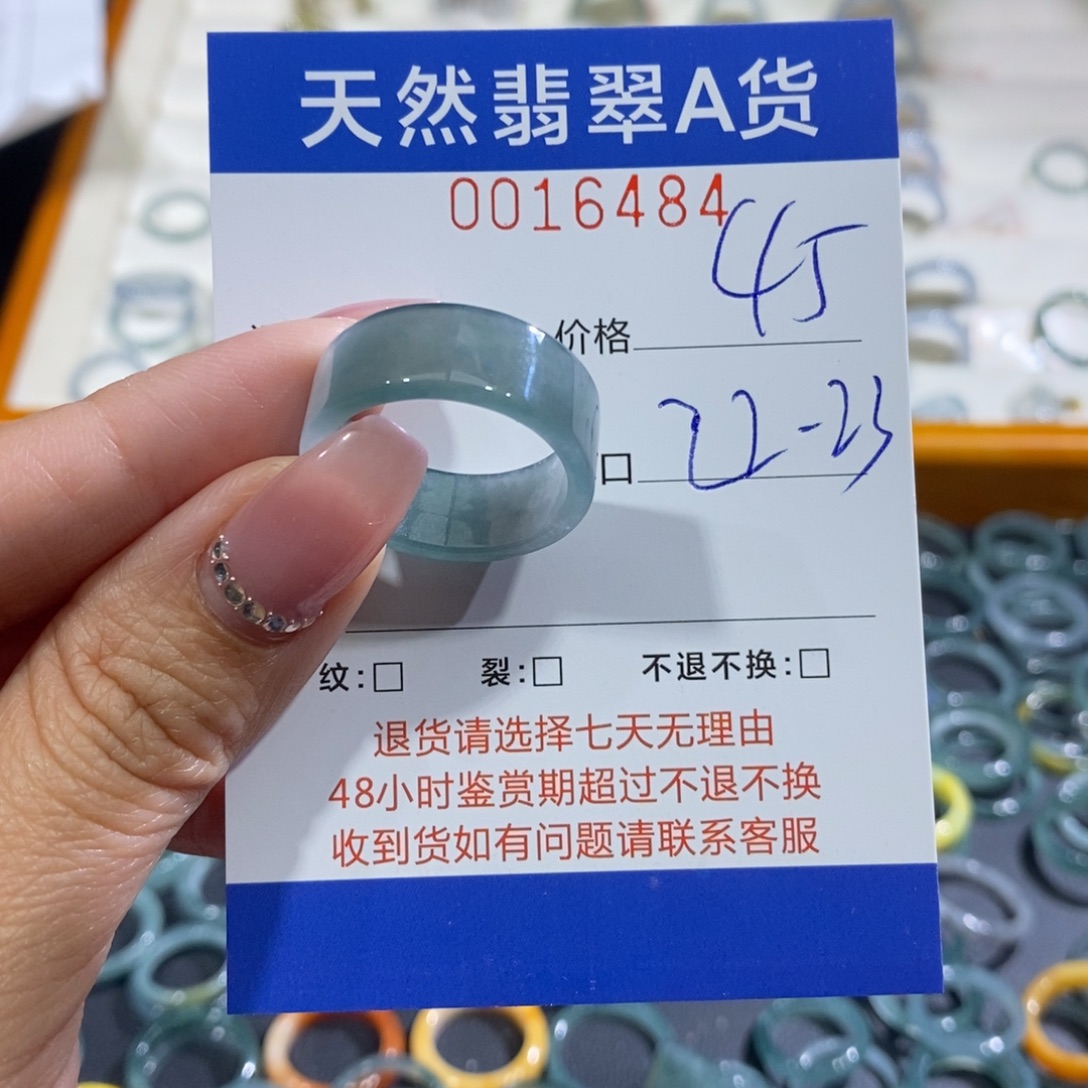 天然翡翠A货
0016484
价格 45
口 22-23
纹:□ 裂:□ 不退不换:□
退货请选择七天无理由
48小时鉴赏期超过不退不换
收到货如有问题请联系客服